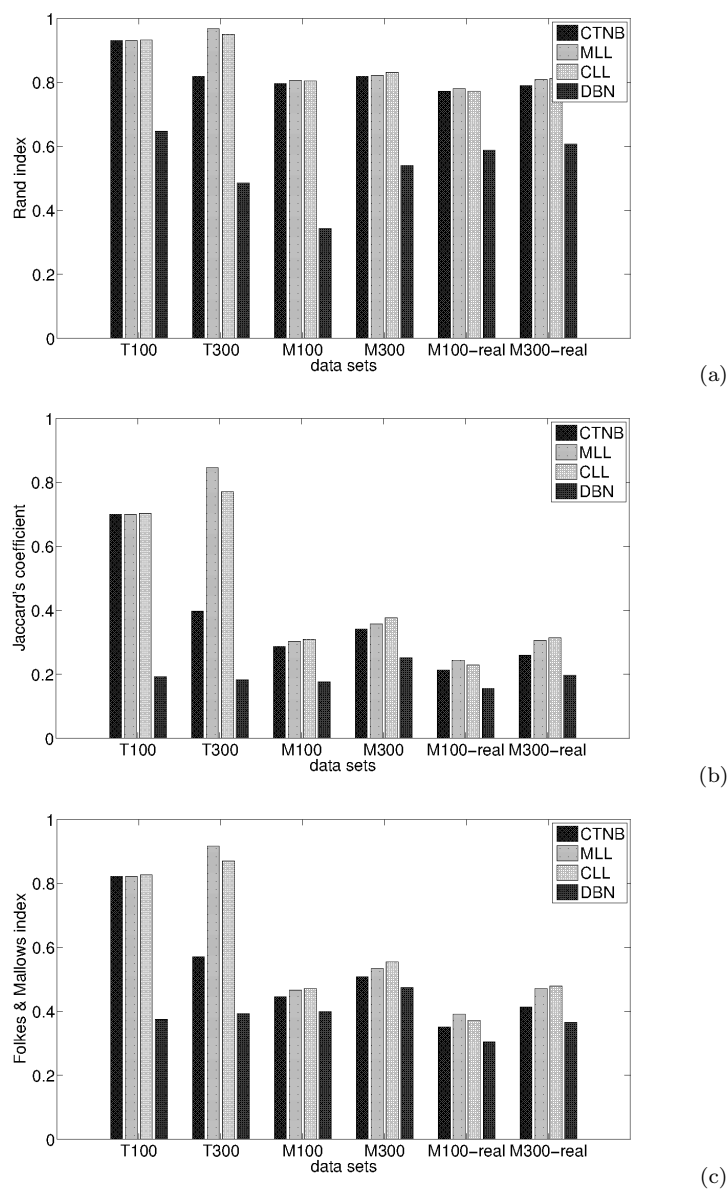 1
0.8
0.6
0.4
0.2
0
Rand index
CTNB
MLL
CLL
DBN
T100 T300 M100 M300 M100-real M300-real
data sets
(a)
1
0.8
0.6
0.4
0.2
0
Jaccard's coefficient
CTNB
MLL
CLL
DBN
T100 T300 M100 M300 M100-real M300-real
data sets
(b)
1
0.8
0.6
0.4
0.2
0
Folkes & Mallows index
CTNB
MLL
CLL
DBN
T100 T300 M100 M300 M100-real M300-real
data sets
(c)